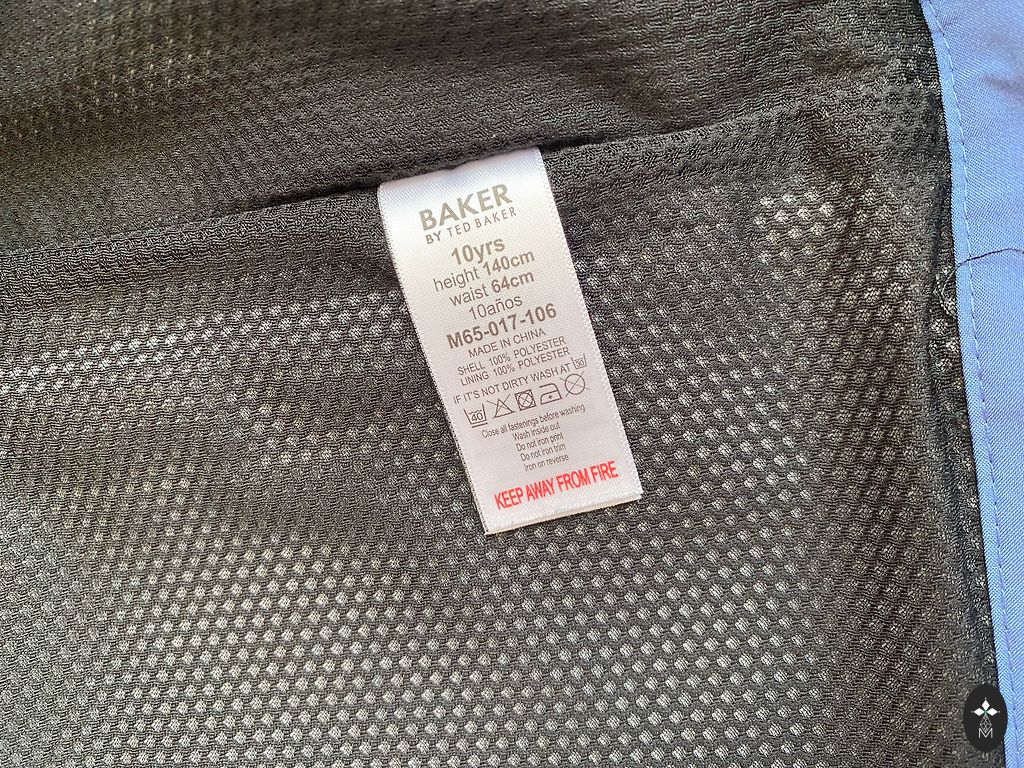 BAKER
BY TED BAKER
10yrs
height 140cm
waist 64cm
10años
M65-017-106
MADE IN CHINA
SHELL 100% POLYESTER
LINING 100% POLYESTER
IF IT'S NOT DIRTY WASH AT 30
40
Close all fastenings before washing
Wash inside out
Do not iron print
Do not iron trim
Iron on reverse
KEEP AWAY FROM FIRE
M